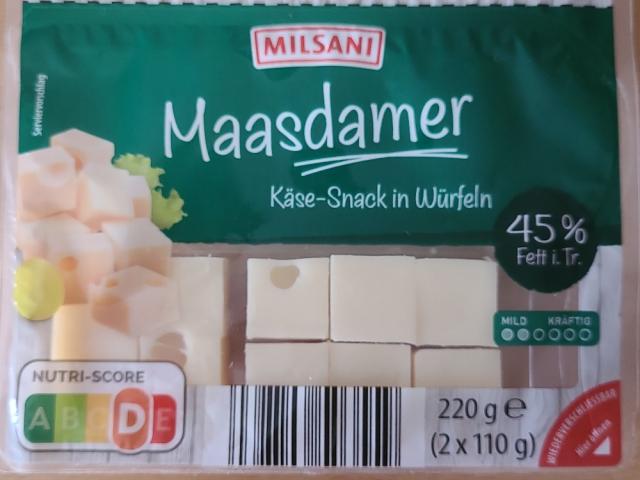 MILSANI
Serviervorschlag
Maasdamer
Käse-Snack in Würfeln
45%
Fett i. Tr.
MILD KRÄFTIG
NUTRI-SCORE
A B C D E
220 g e
(2 x 110 g)
WIEDERVERSCHLIESSBAR
Hier öffnen